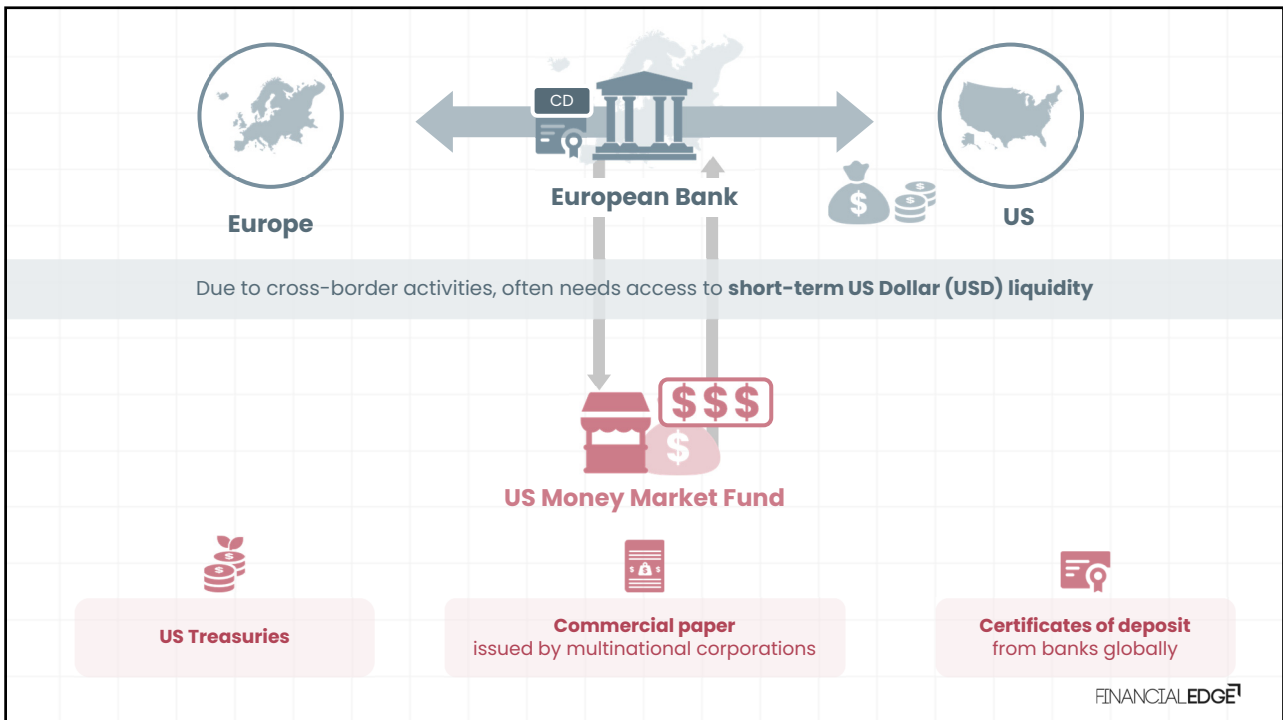 CD
European Bank
Europe
$
$
$
US
Due to cross-border activities, often needs access to short-term US Dollar (USD) liquidity
$$$
$
US Money Market Fund
$
$
$ $
US Treasuries
Commercial paper
issued by multinational corporations
Certificates of deposit
from banks globally
FINANCIALEDGE